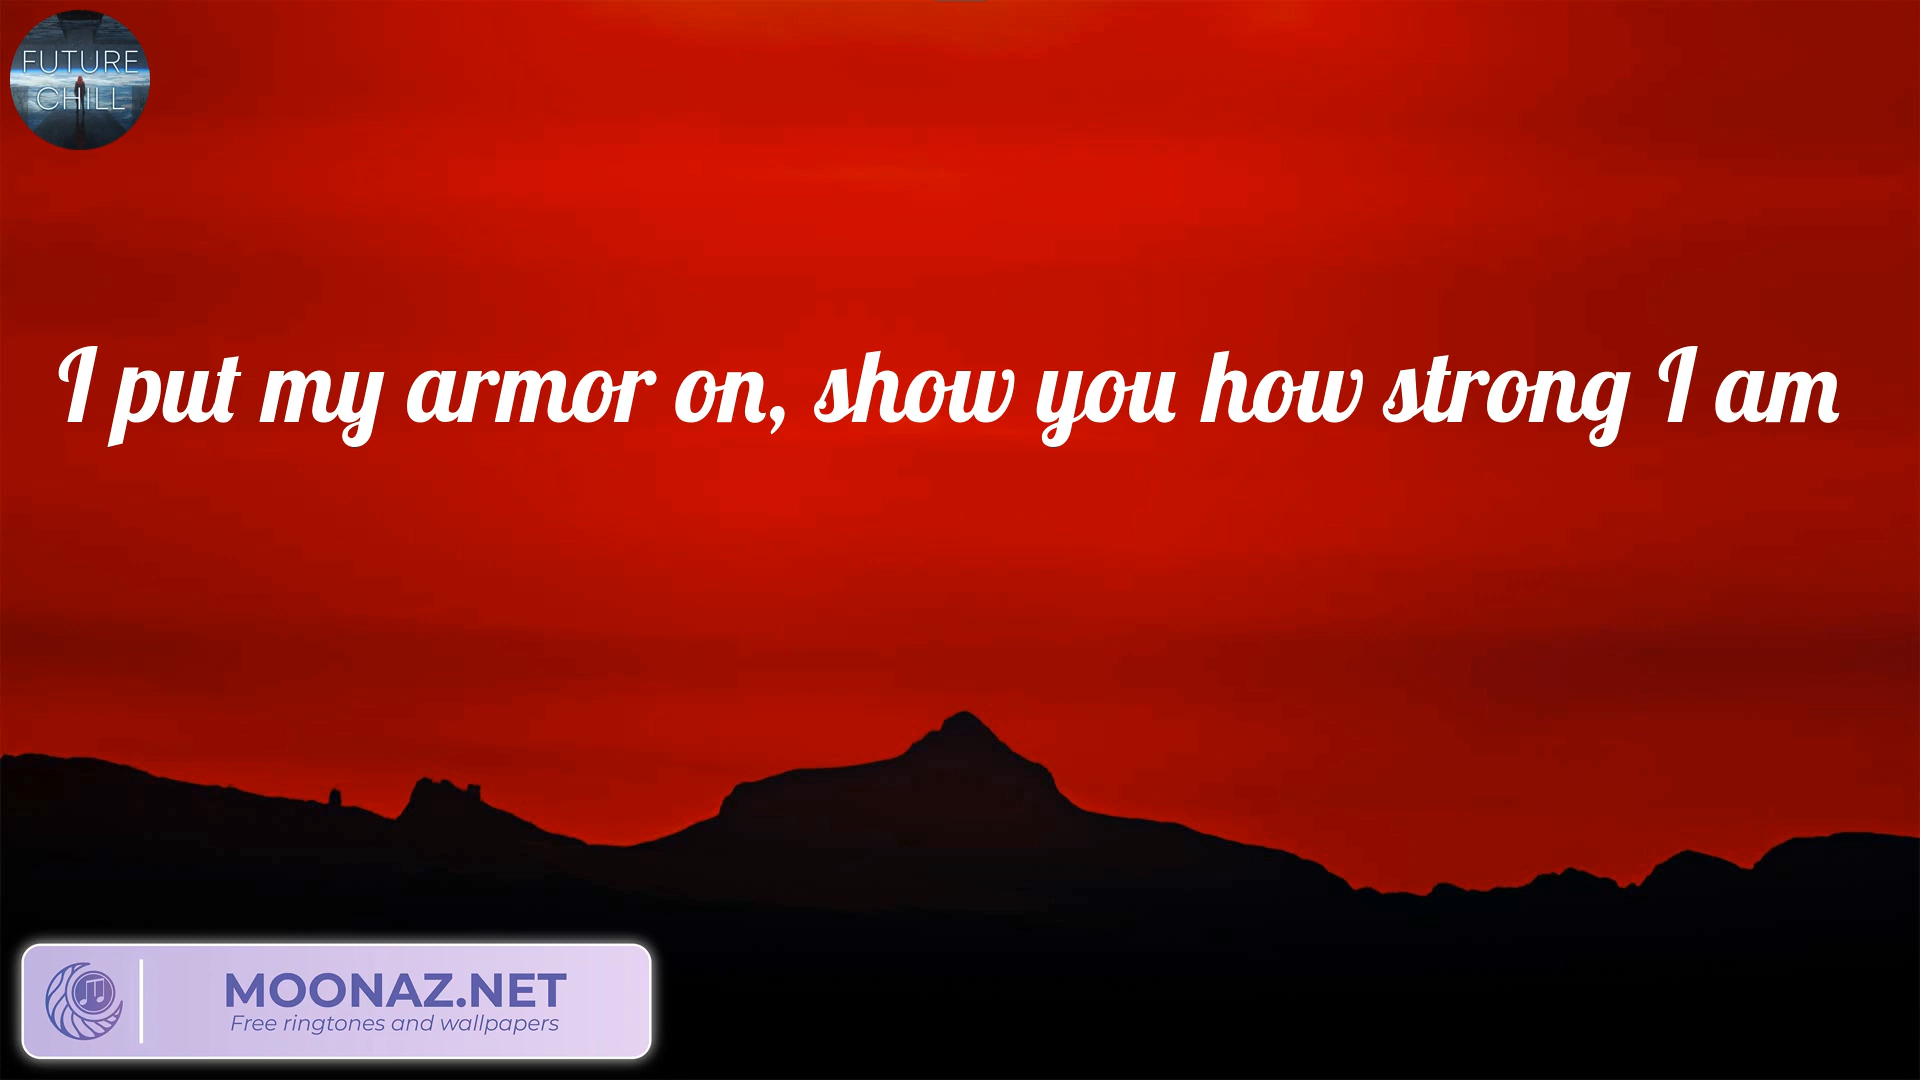 FUTURE
CHILL
I put my armor on, show you how strong I am
MOONAZ.NET
Free ringtones and wallpapers